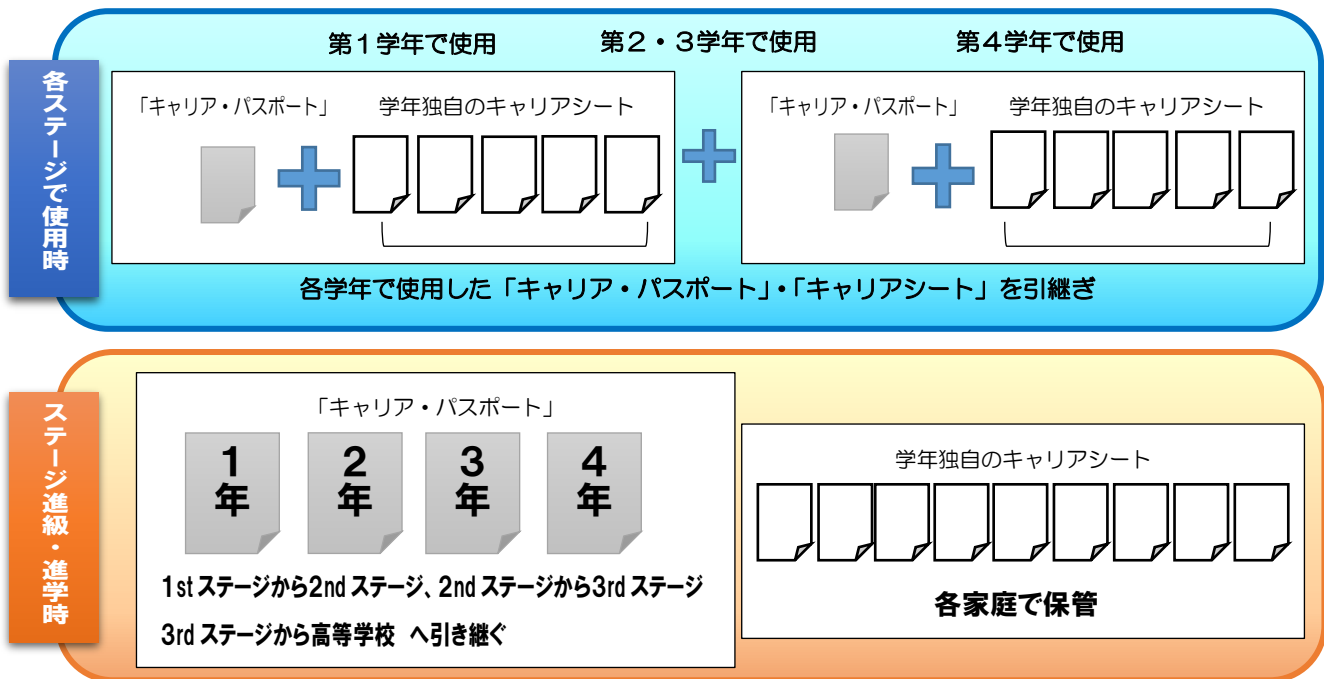 各ステージで使用時
第1学年で使用
第2・3学年で使用
第4学年で使用
「キャリア・パスポート」
学年独自のキャリアシート
「キャリア・パスポート」
学年独自のキャリアシート
各学年で使用した「キャリア・パスポート」・「キャリアシート」を引継ぎ
ステージ進級・進学時
「キャリア・パスポート」
1
年
2
年
3
年
4
年
1st ステージから2nd ステージ、2nd ステージから3rd ステージ
3rd ステージから高等学校 へ引き継ぐ
学年独自のキャリアシート
各家庭で保管